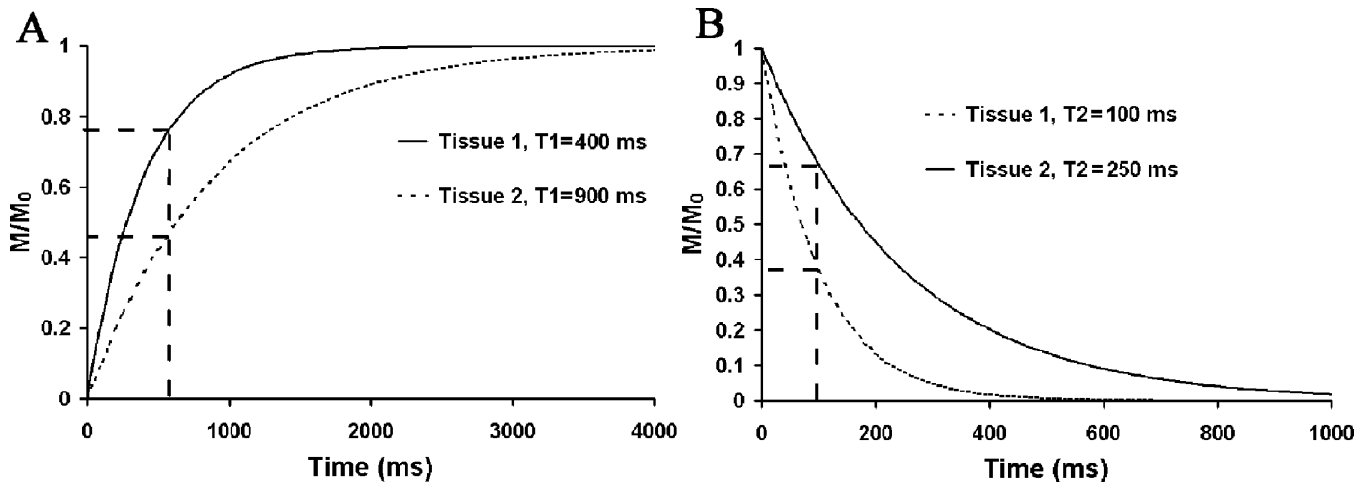 A
M/M0
1
0.8
0.6
0.4
0.2
0
0 1000 2000 3000 4000
Time (ms)
Tissue 1, T1=400 ms
Tissue 2, T1=900 ms
B
M/M0
1
0.9
0.8
0.7
0.6
0.5
0.4
0.3
0.2
0.1
0
0 200 400 600 800 1000
Time (ms)
Tissue 1, T2=100 ms
Tissue 2, T2=250 ms